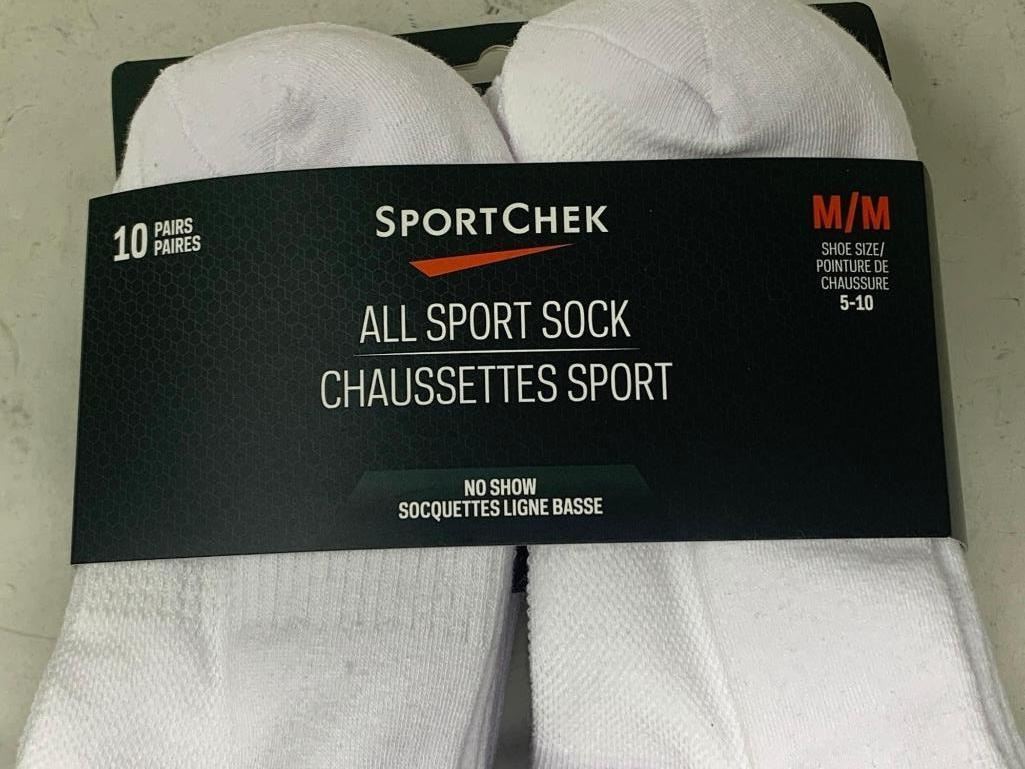 10 PAIRS
PAIRES
SPORTCHEK
ALL SPORT SOCK
CHAUSSETTES SPORT
NO SHOW
SOCQUETTES LIGNE BASSE
M/M
SHOE SIZE/
POINTURE DE
CHAUSSURE
5-10